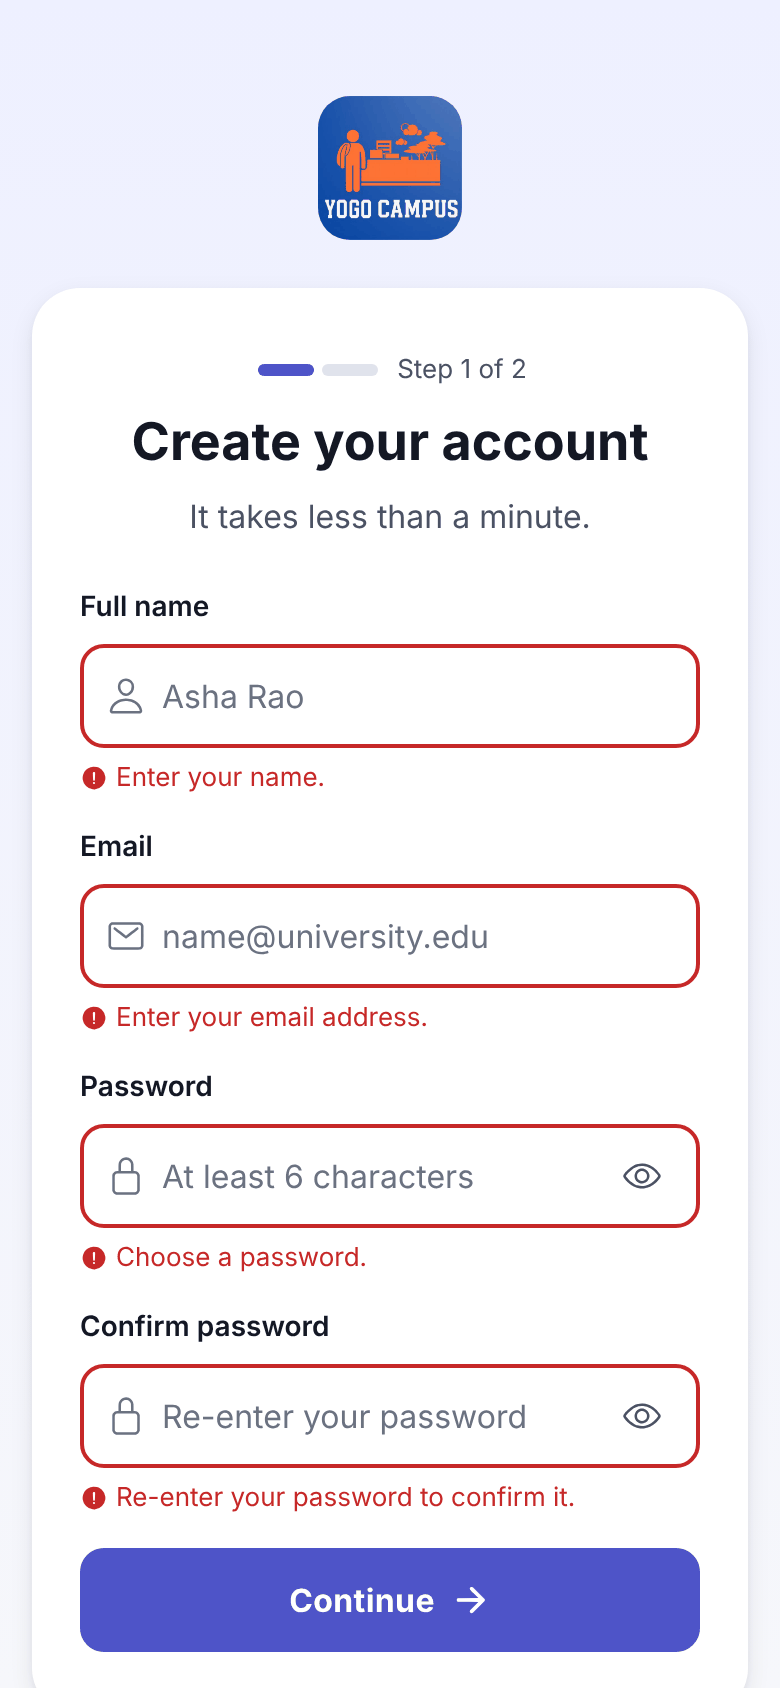 YOGO CAMPUS
Step 1 of 2
Create your account
It takes less than a minute.
Full name
Asha Rao
Enter your name.
Email
name@university.edu
Enter your email address.
Password
At least 6 characters
Choose a password.
Confirm password
Re-enter your password
Re-enter your password to confirm it.
Continue →